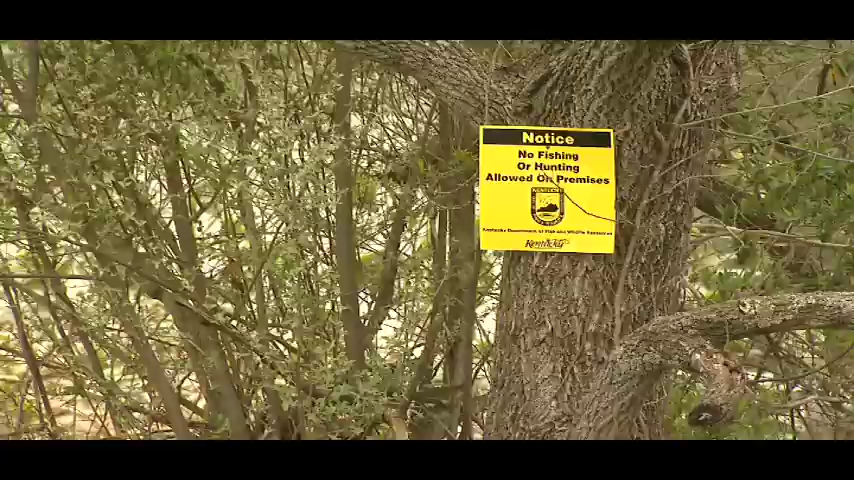 Notice
No Fishing
Or Hunting
Allowed On Premises
Kentucky Department of Fish and Wildlife Resources
Kentucky